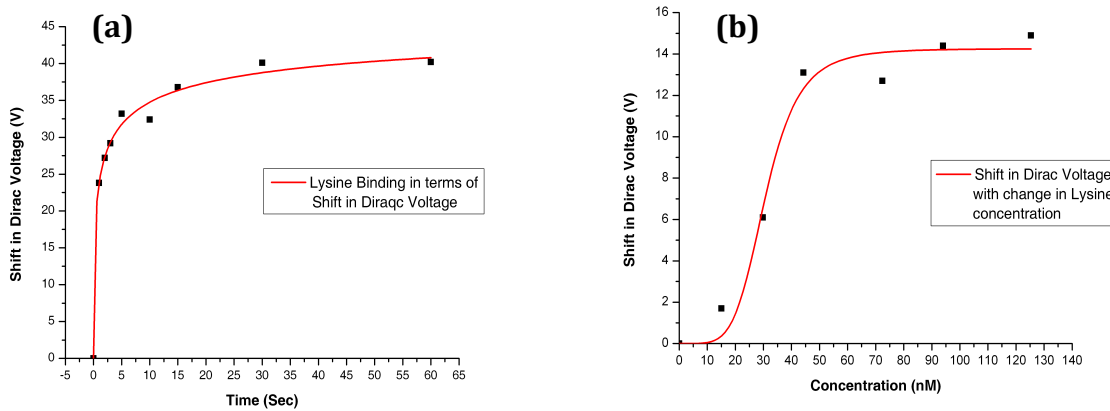 (a)
45
40
35
30
25
20
15
10
5
0
Shift in Dirac Voltage (V)
Lysine Binding in terms of
Shift in Diraqc Voltage
-5 0 5 10 15 20 25 30 35 40 45 50 55 60 65
Time (Sec)
(b)
16
14
12
10
8
6
4
2
0
Shift in Dirac Voltage (V)
Shift in Dirac Voltage
with change in Lysine
concentration
0 10 20 30 40 50 60 70 80 90 100 110 120 130 140
Concentration (nM)